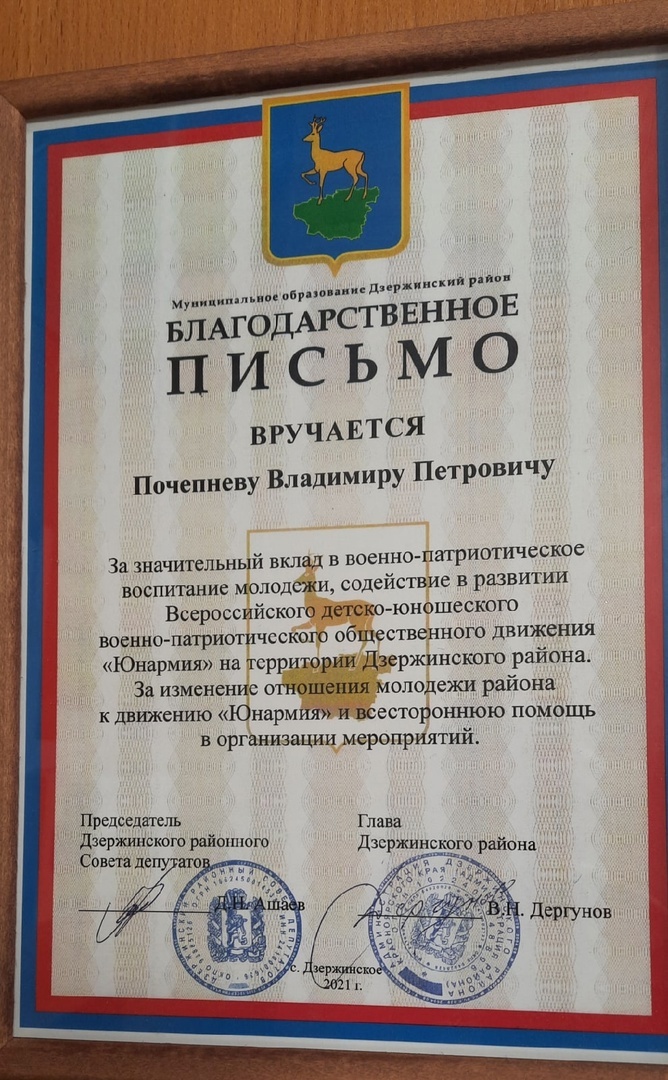 Муниципальное образование Дзержинский район
БЛАГОДАРСТВЕННОЕ
ПИСЬМО
ВРУЧАЕТСЯ
Почепневу Владимиру Петровичу
За значительный вклад в военно-патриотическое
воспитание молодежи, содействие в развитии
Всероссийского детско-юношеского
военно-патриотического общественного движения
«Юнармия» на территории Дзержинского района.
За изменение отношения молодежи района
к движению «Юнармия» и всестороннюю помощь
в организации мероприятий.
Председатель
Дзержинского районного
Совета депутатов
Д.Н. Ашаев
Глава
Дзержинского района
В.Н. Дергунов
с. Дзержинское
2021 г.